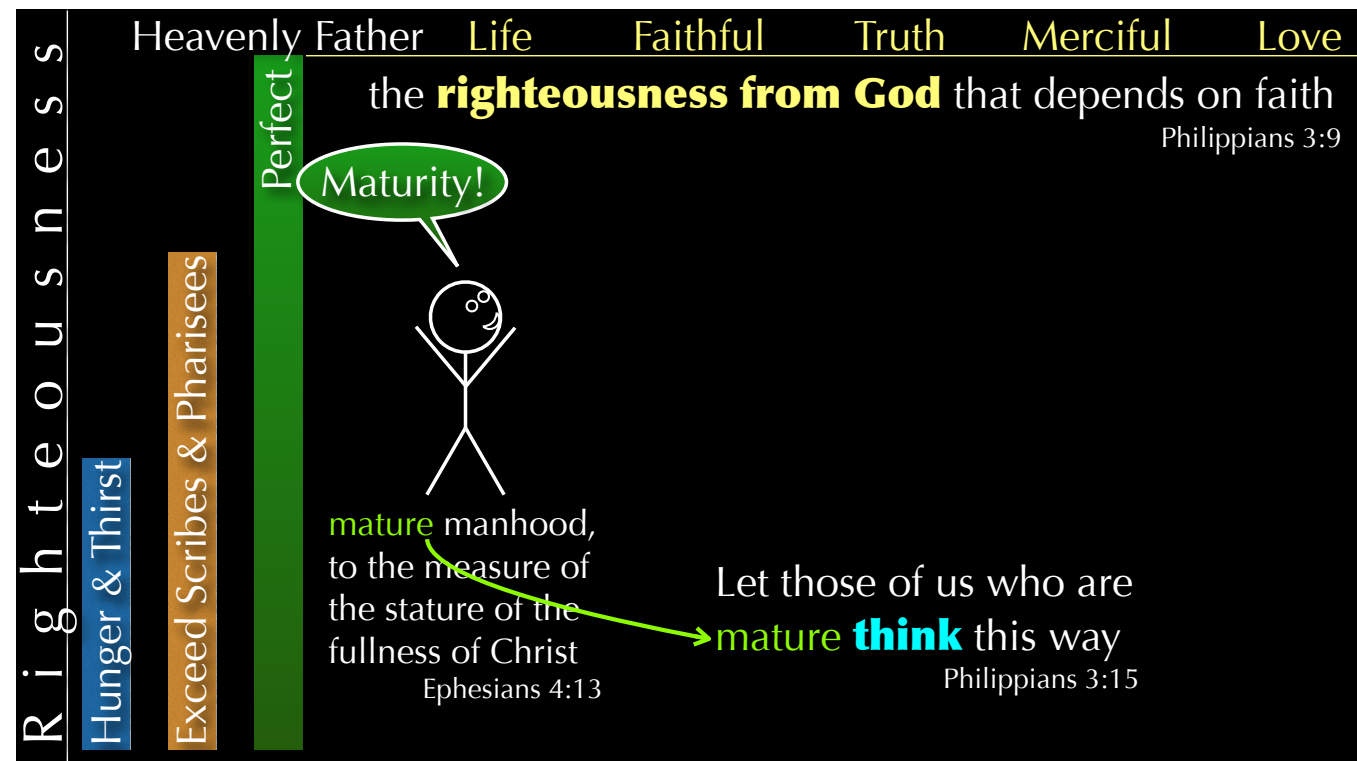 Righteousness
Heavenly Father Life Faithful Truth Merciful Love
Hunger & Thirst
Exceed Scribes & Pharisees
Perfect
the righteousness from God that depends on faith
Philippians 3:9
Maturity!
mature manhood,
to the measure of
the stature of the
fullness of Christ
Ephesians 4:13
Let those of us who are
mature think this way
Philippians 3:15